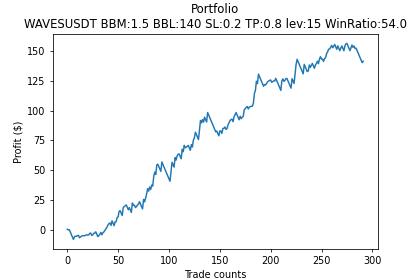 Portfolio
WAVESUSDT BBM:1.5 BBL:140 SL:0.2 TP:0.8 lev:15 WinRatio:54.0
150
125
100
75
50
25
0
Profit ($)
0 50 100 150 200 250 300
Trade counts